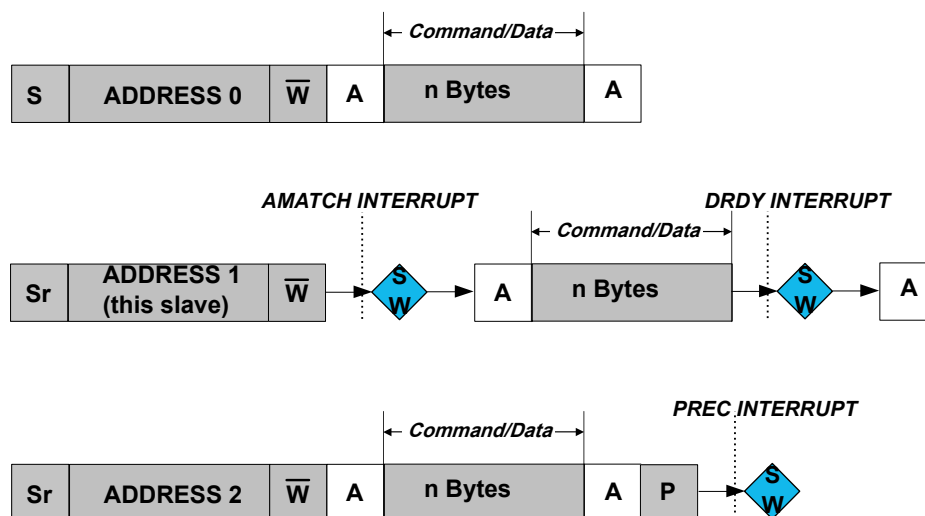 Command/Data
S ADDRESS 0 W̅ A n Bytes A
AMATCH INTERRUPT DRDY INTERRUPT
Command/Data
Sr ADDRESS 1 (this slave) W̅ S W A n Bytes S W A
PREC INTERRUPT
Command/Data
Sr ADDRESS 2 W̅ A n Bytes A P S W